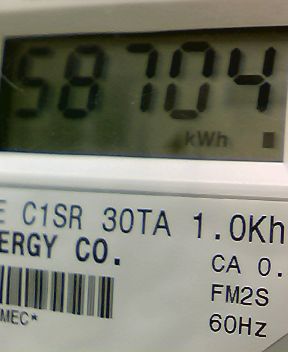 58704
kWh
E C1SR 30TA 1.0Kh
ERGY CO.
CA 0.
FM2S
MEC*
60Hz